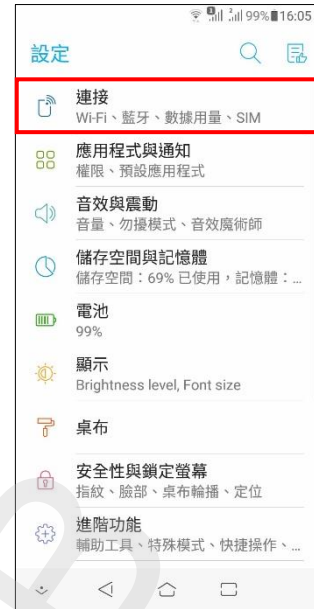 99% 16:05
設定
連接
Wi-Fi、藍牙、數據用量、SIM
應用程式與通知
權限、預設應用程式
音效與震動
音量、勿擾模式、音效魔術師
儲存空間與記憶體
儲存空間：69% 已使用，記憶體：...
電池
99%
顯示
Brightness level, Font size
桌布
安全性與鎖定螢幕
指紋、臉部、桌布輪播、定位
進階功能
輔助工具、特殊模式、快捷操作、...